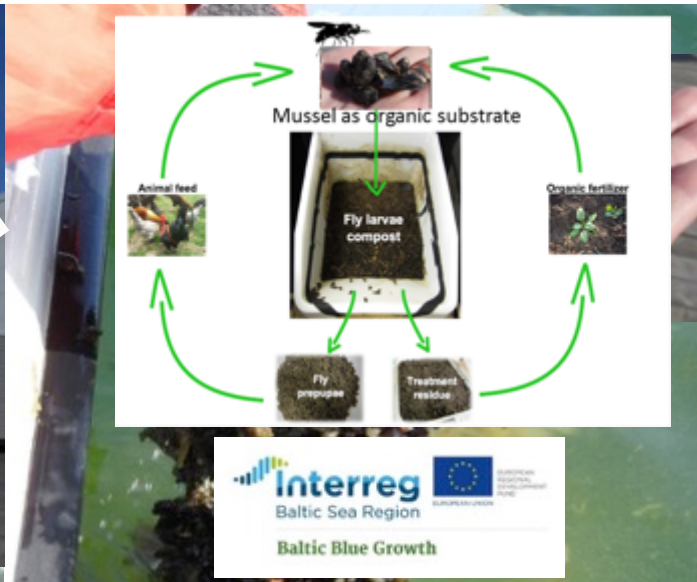 Mussel as organic substrate
Animal feed
Fly larvae
compost
Organic fertilizer
Fly
prepupae
Treatment
residue
Interreg
Baltic Sea Region
EUROPEAN UNION
EUROPEAN
REGIONAL
DEVELOPMENT
FUND
Baltic Blue Growth